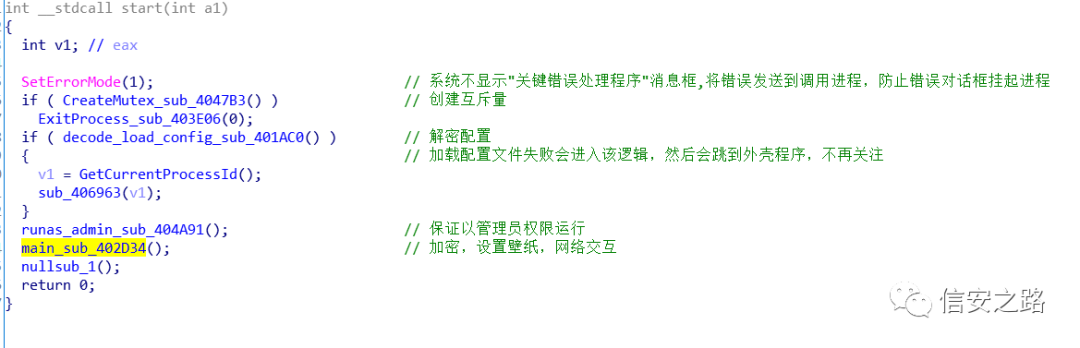 int __stdcall start(int a1)
{
int v1; // eax
SetErrorMode(1); // 系统不显示"关键错误处理程序"消息框,将错误发送到调用进程，防止错误对话框挂起进程
if ( CreateMutex_sub_4047B3() ) // 创建互斥量
ExitProcess_sub_403E06(0);
if ( decode_load_config_sub_401AC0() ) // 解密配置
{ // 加载配置文件失败会进入该逻辑，然后会跳到外壳程序，不再关注
v1 = GetCurrentProcessId();
sub_406963(v1);
}
runas_admin_sub_404A91(); // 保证以管理员权限运行
main_sub_402D34(); // 加密，设置壁纸，网络交互
nullsub_1();
return 0;
}
信安之路